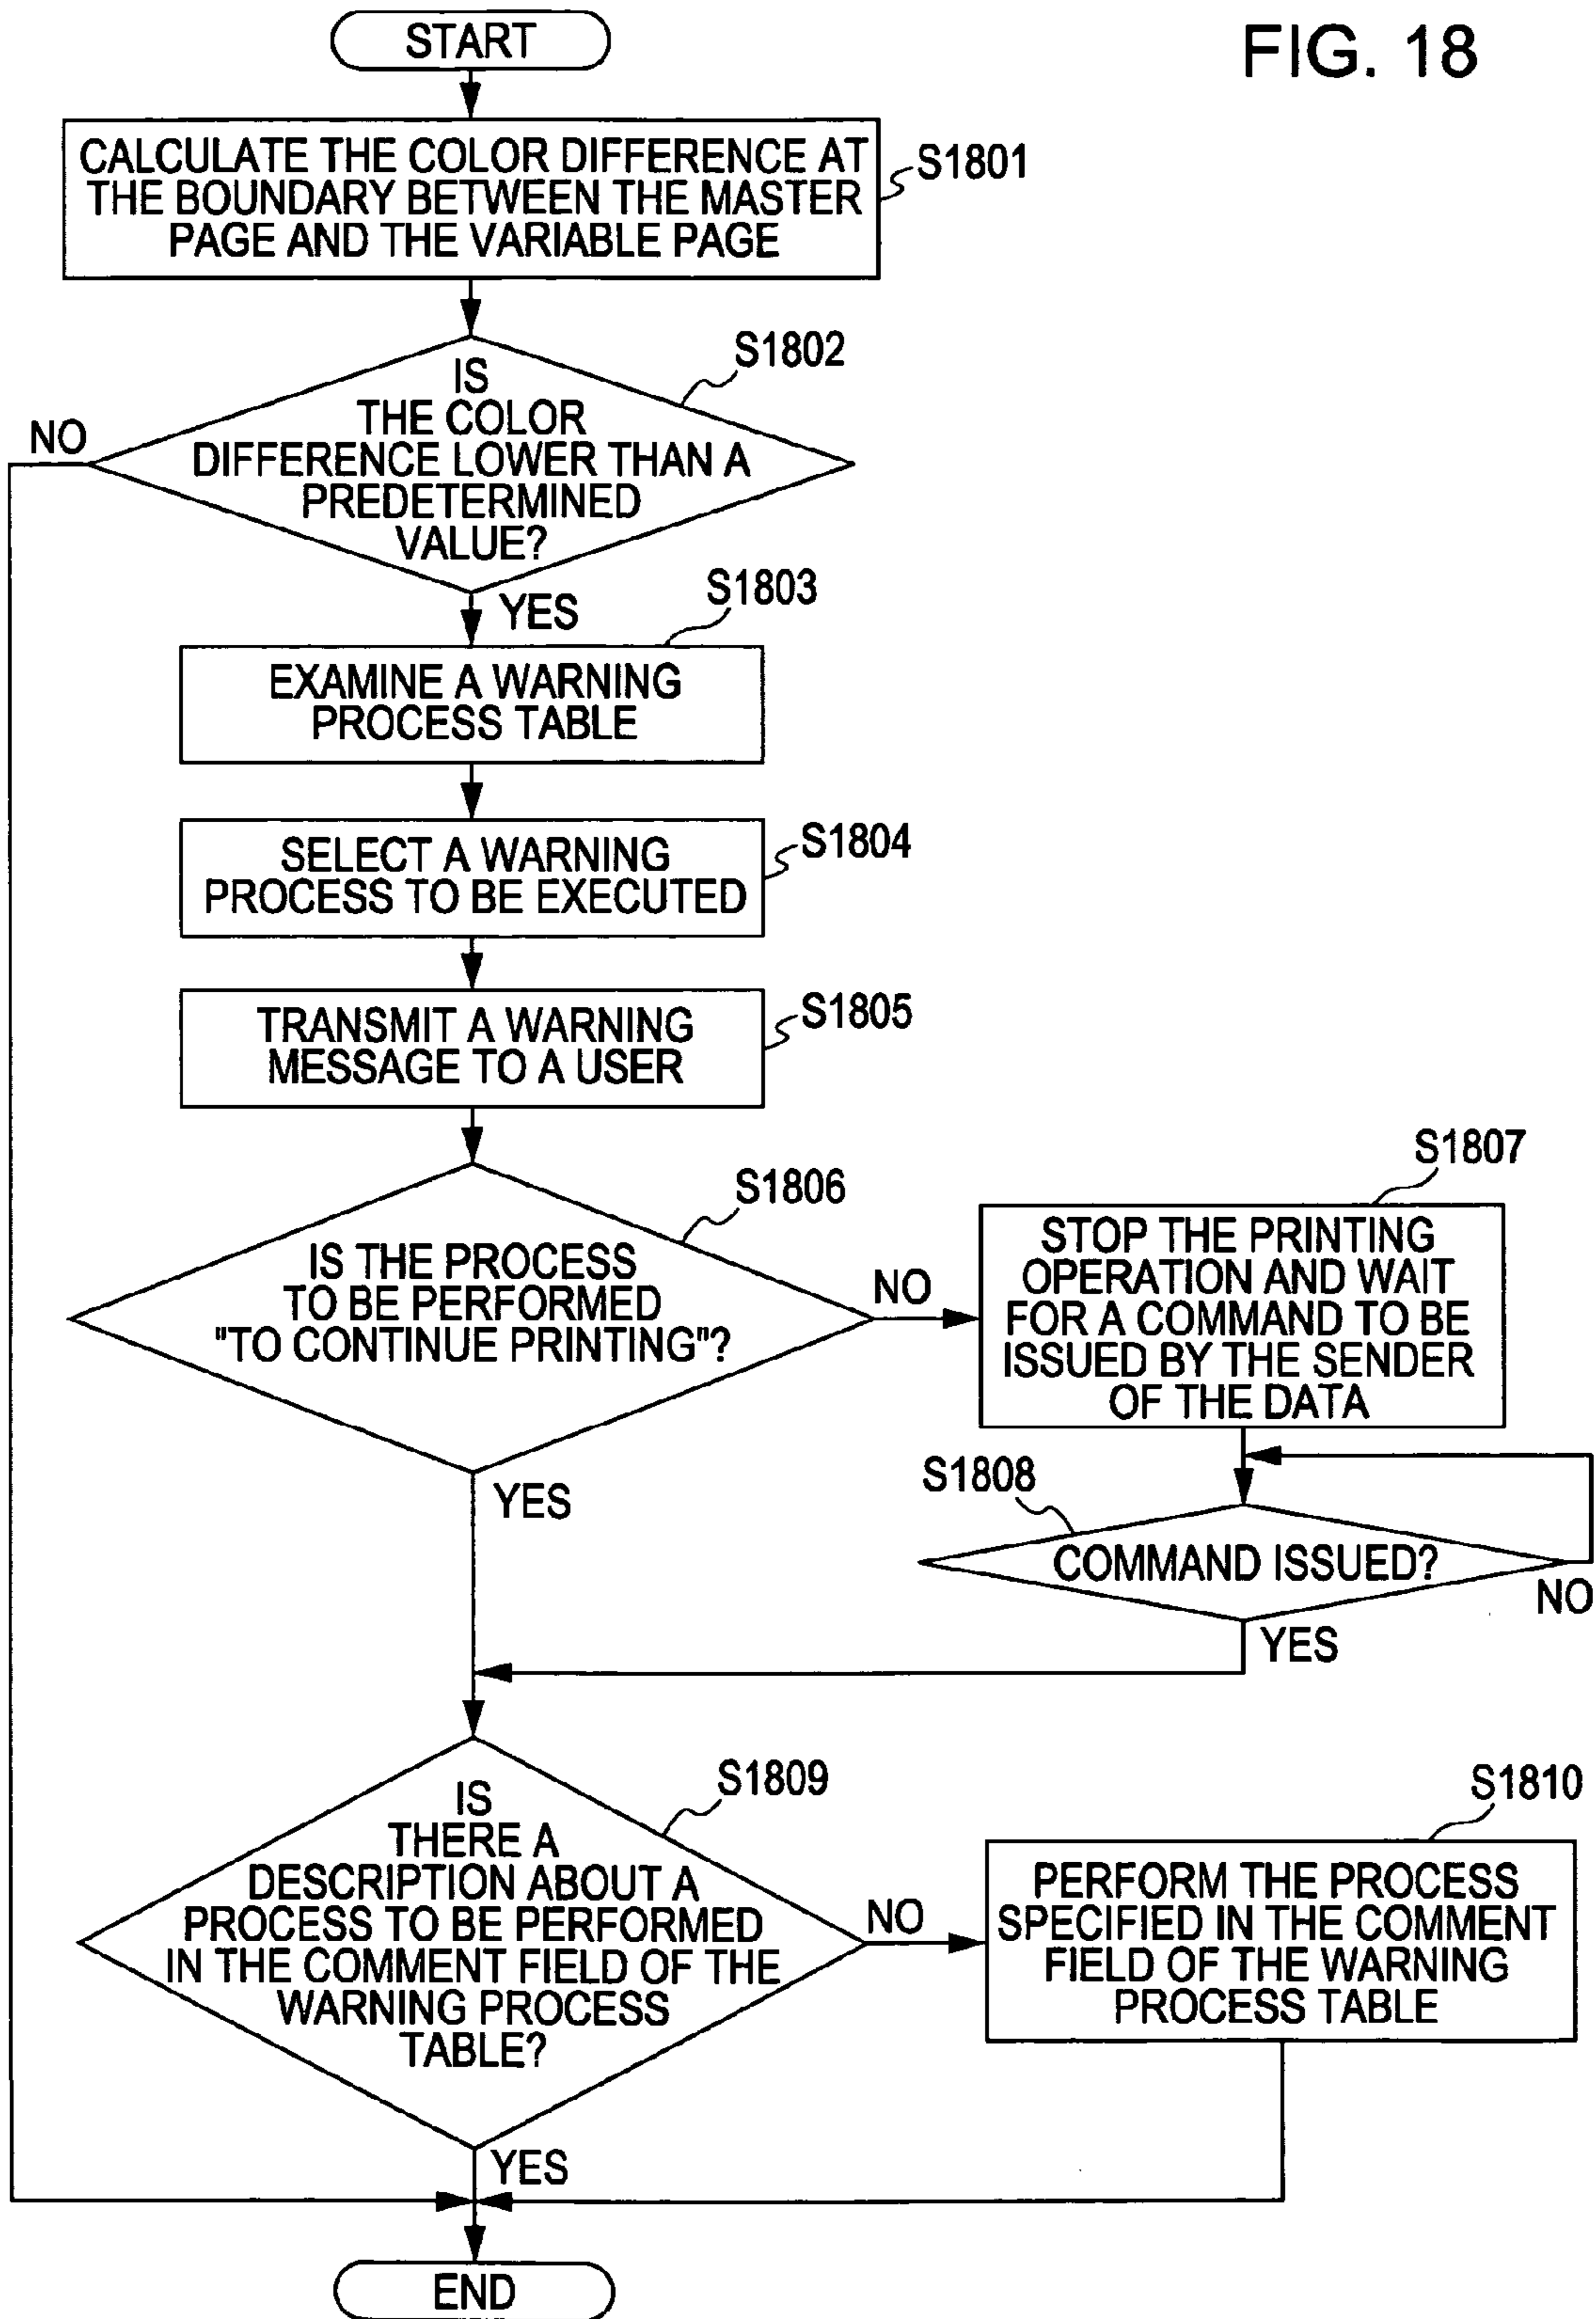 FIG. 18
START
CALCULATE THE COLOR DIFFERENCE AT
THE BOUNDARY BETWEEN THE MASTER
PAGE AND THE VARIABLE PAGE
S1801
S1802
IS
THE COLOR
DIFFERENCE LOWER THAN A
PREDETERMINED
VALUE?
NO
YES
S1803
EXAMINE A WARNING
PROCESS TABLE
SELECT A WARNING
PROCESS TO BE EXECUTED
S1804
TRANSMIT A WARNING
MESSAGE TO A USER
S1805
S1806
IS THE PROCESS
TO BE PERFORMED
"TO CONTINUE PRINTING"?
NO
YES
S1807
STOP THE PRINTING
OPERATION AND WAIT
FOR A COMMAND TO BE
ISSUED BY THE SENDER
OF THE DATA
S1808
COMMAND ISSUED?
NO
YES
S1809
IS
THERE A
DESCRIPTION ABOUT A
PROCESS TO BE PERFORMED
IN THE COMMENT FIELD OF THE
WARNING PROCESS
TABLE?
NO
YES
S1810
PERFORM THE PROCESS
SPECIFIED IN THE COMMENT
FIELD OF THE WARNING
PROCESS TABLE
END